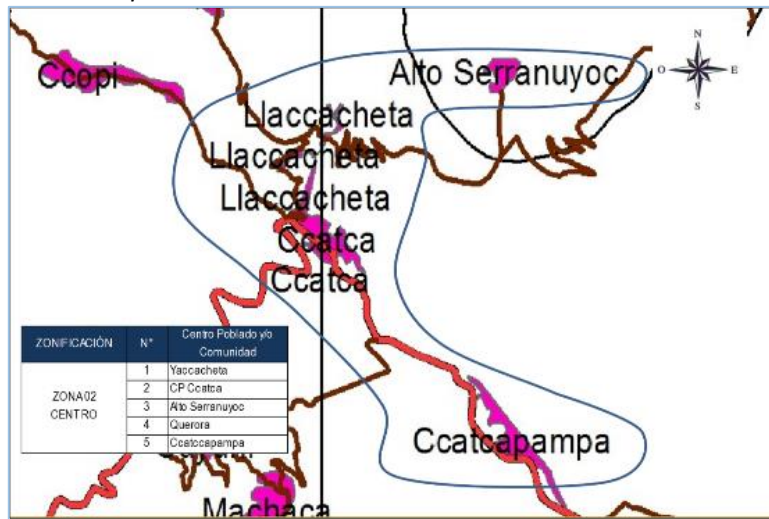 Ccopi
Alto Serranuyoc
N
O
E
S
Llaccacheta
Llaccacheta
Llaccacheta
Ccatca
Ccatca
ZONIFICACIÓN
N°
Centro Poblado y/o
Comunidad
ZONA 02
CENTRO
1 Yaccacheta
2 CP Ccatca
3 Alto Serranuyoc
4 Querora
5 Ccatccapampa
Ccatcapampa
Machaca